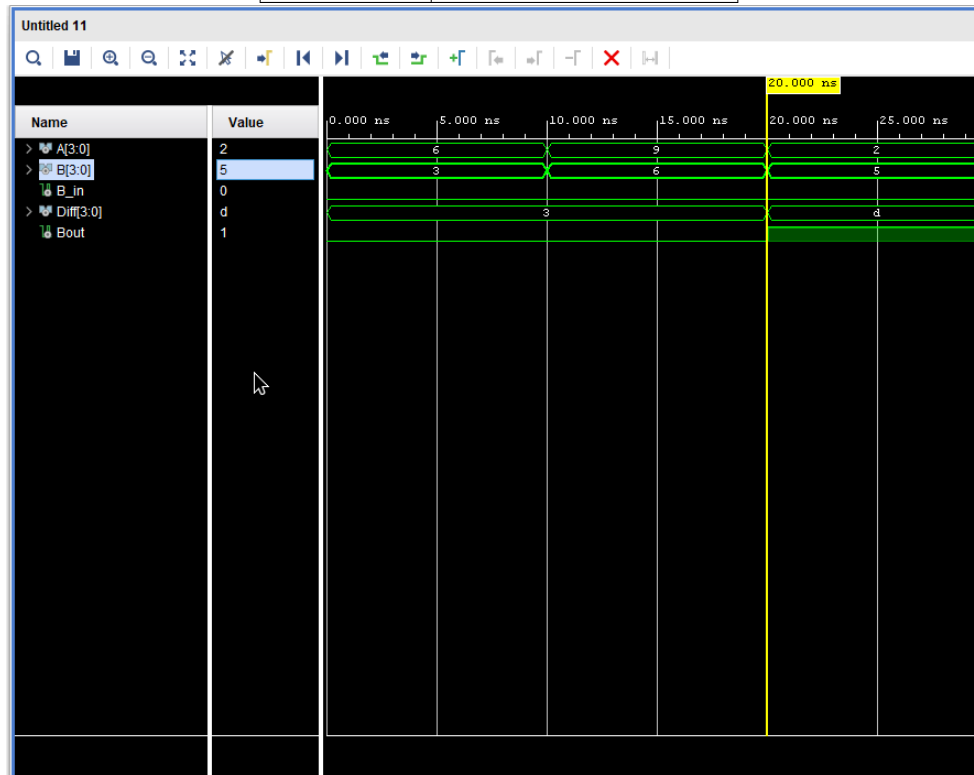 Untitled 11
20.000 ns
Name Value 0.000 ns 5.000 ns 10.000 ns 15.000 ns 20.000 ns 25.000 ns
A[3:0] 2 6 9 2
B[3:0] 5 3 6 5
B_in 0
Diff[3:0] d 3 d
Bout 1